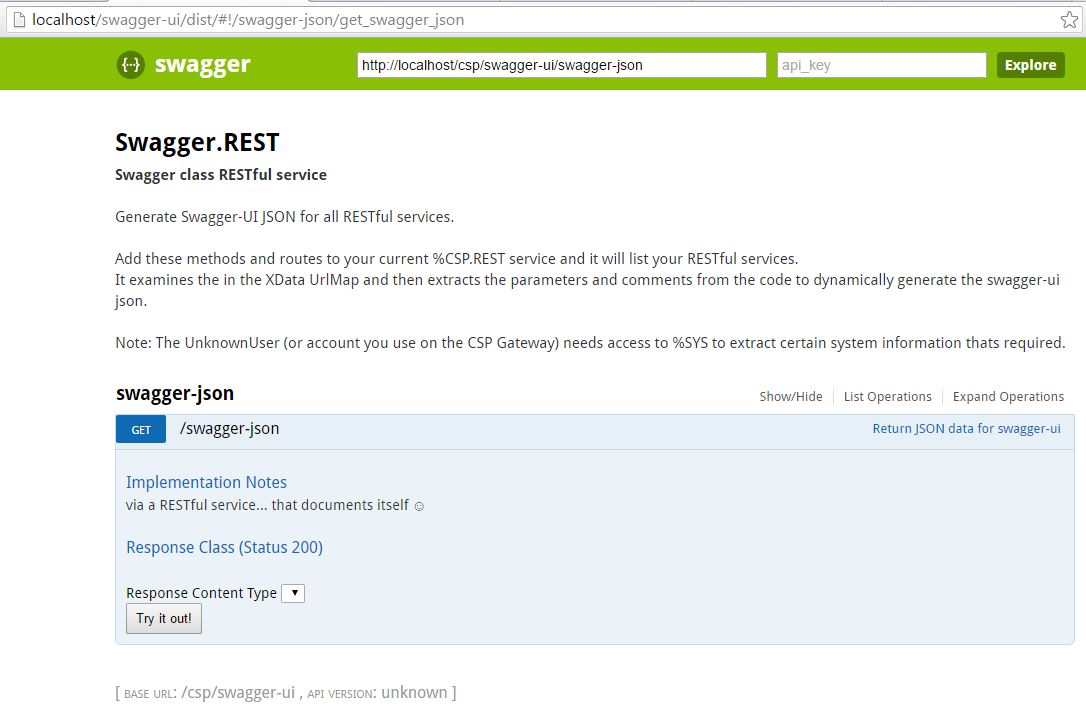 localhost/swagger-ui/dist/#!/swagger-json/get_swagger_json
{··} swagger http://localhost/csp/swagger-ui/swagger-json api_key Explore
Swagger.REST
Swagger class RESTful service
Generate Swagger-UI JSON for all RESTful services.
Add these methods and routes to your current %CSP.REST service and it will list your RESTful services.
It examines the in the XData UrlMap and then extracts the parameters and comments from the code to dynamically generate the swagger-ui
json.
Note: The UnknownUser (or account you use on the CSP Gateway) needs access to %SYS to extract certain system information thats required.
swagger-json Show/Hide List Operations Expand Operations
GET /swagger-json Return JSON data for swagger-ui
Implementation Notes
via a RESTful service... that documents itself ☺
Response Class (Status 200)
Response Content Type
Try it out!
[ BASE URL: /csp/swagger-ui , API VERSION: unknown ]